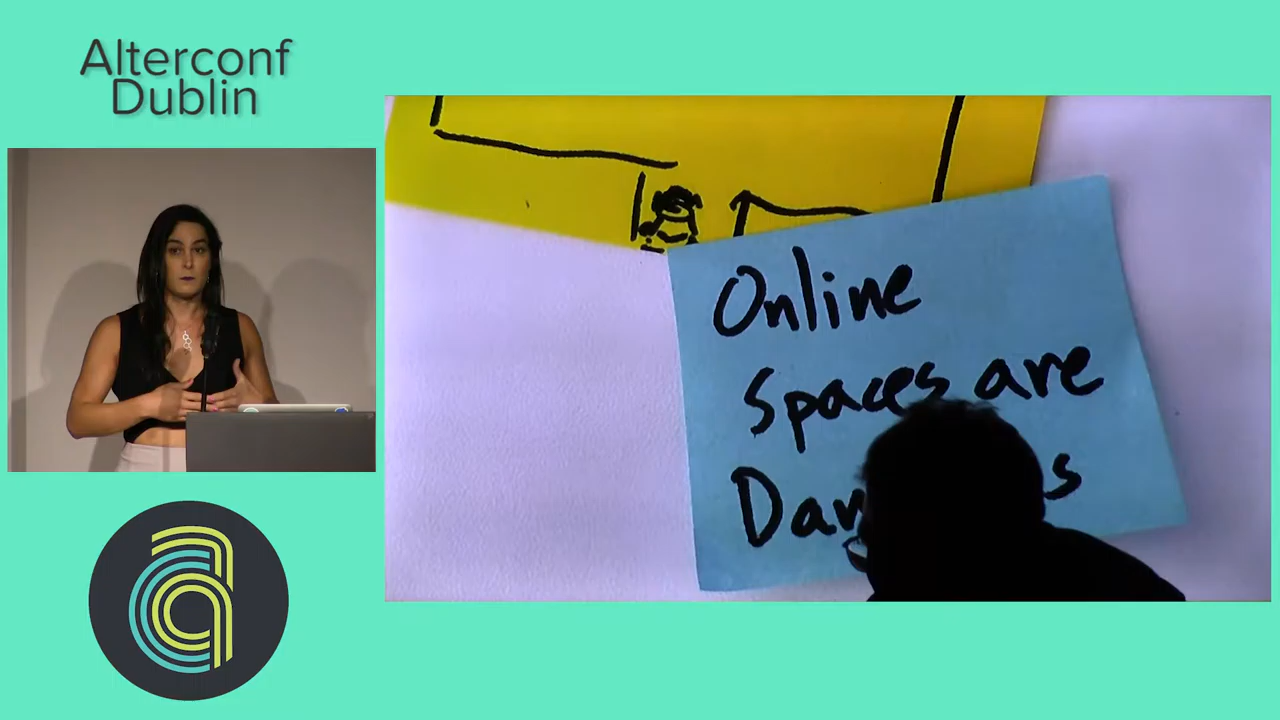 Alterconf
Dublin
Online
spaces are